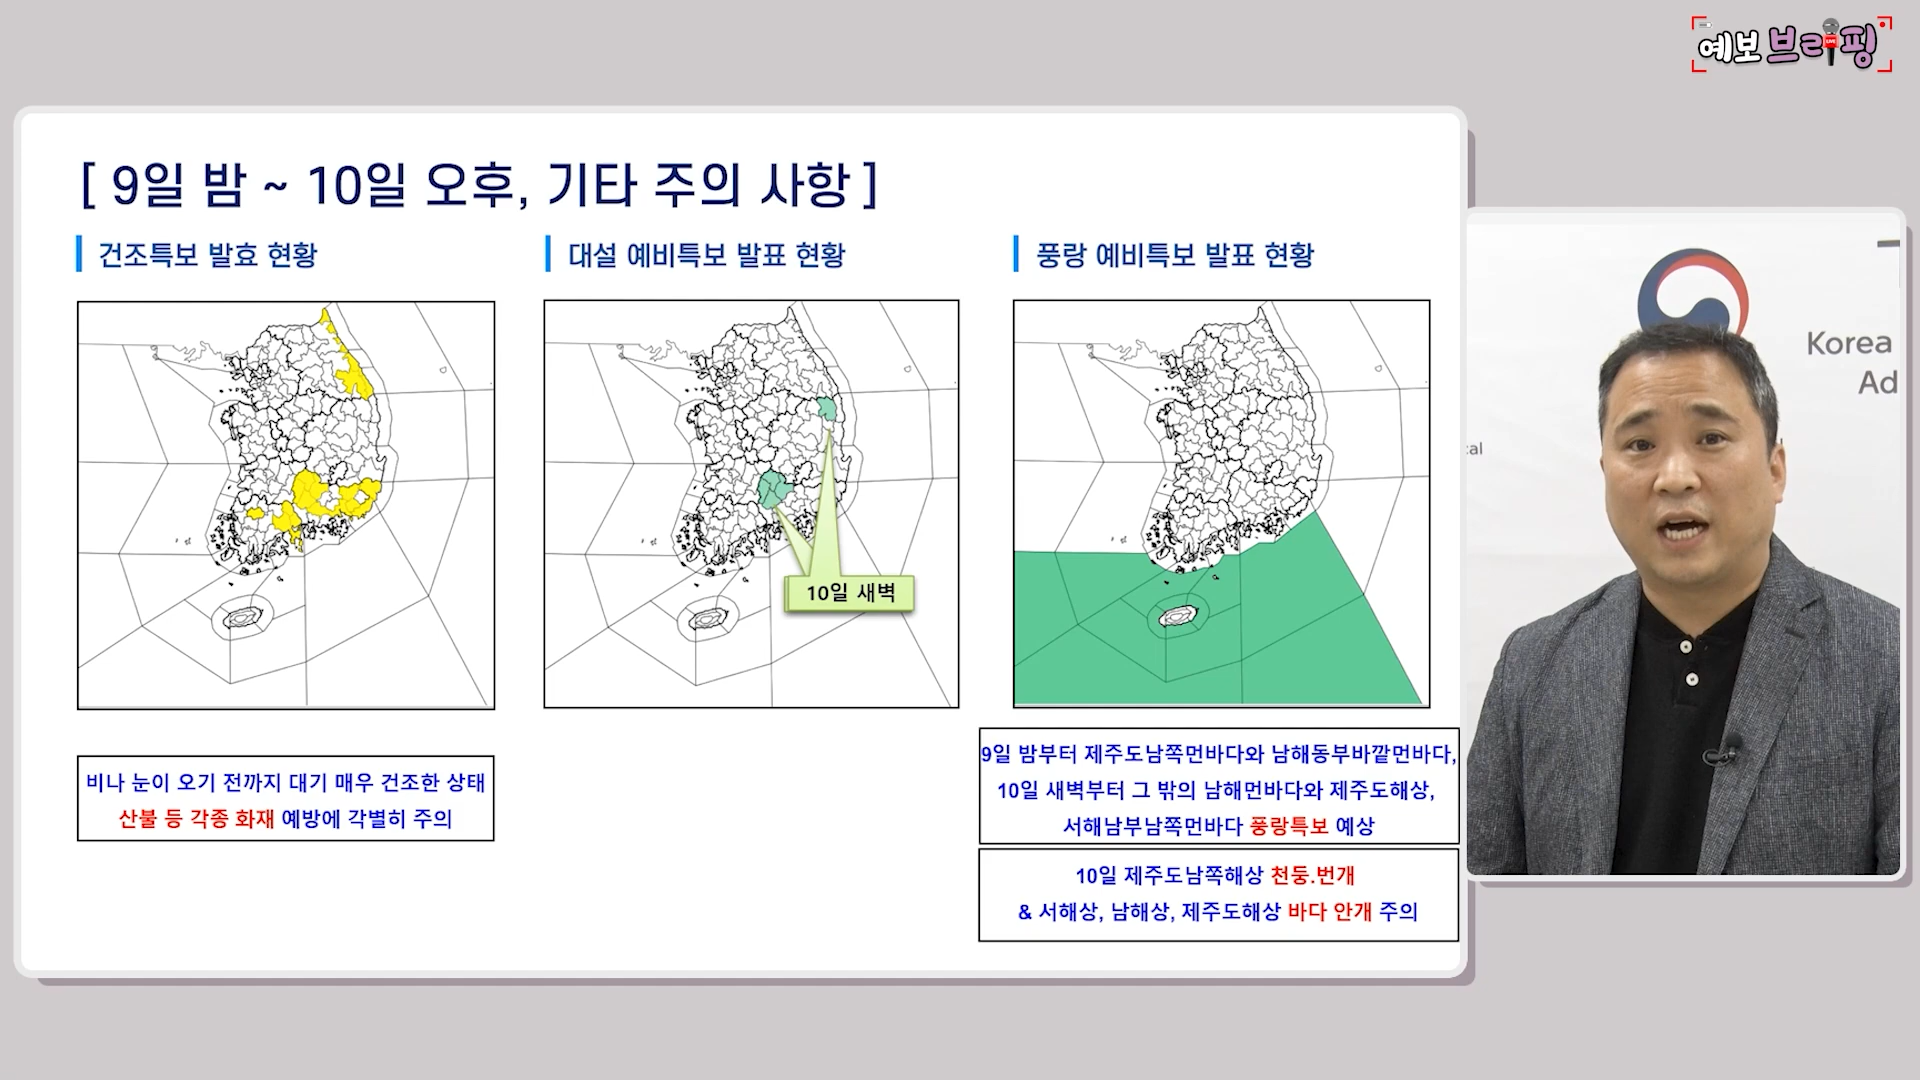 예보 브리핑
[ 9일 밤 ~ 10일 오후, 기타 주의 사항 ]
건조특보 발효 현황
대설 예비특보 발표 현황
풍랑 예비특보 발표 현황
10일 새벽
비나 눈이 오기 전까지 대기 매우 건조한 상태
산불 등 각종 화재 예방에 각별히 주의
9일 밤부터 제주도남쪽먼바다와 남해동부바깥먼바다,
10일 새벽부터 그 밖의 남해먼바다와 제주도해상,
서해남부남쪽먼바다 풍랑특보 예상
10일 제주도남쪽해상 천둥.번개
& 서해상, 남해상, 제주도해상 바다 안개 주의
Korea
Ad
cal